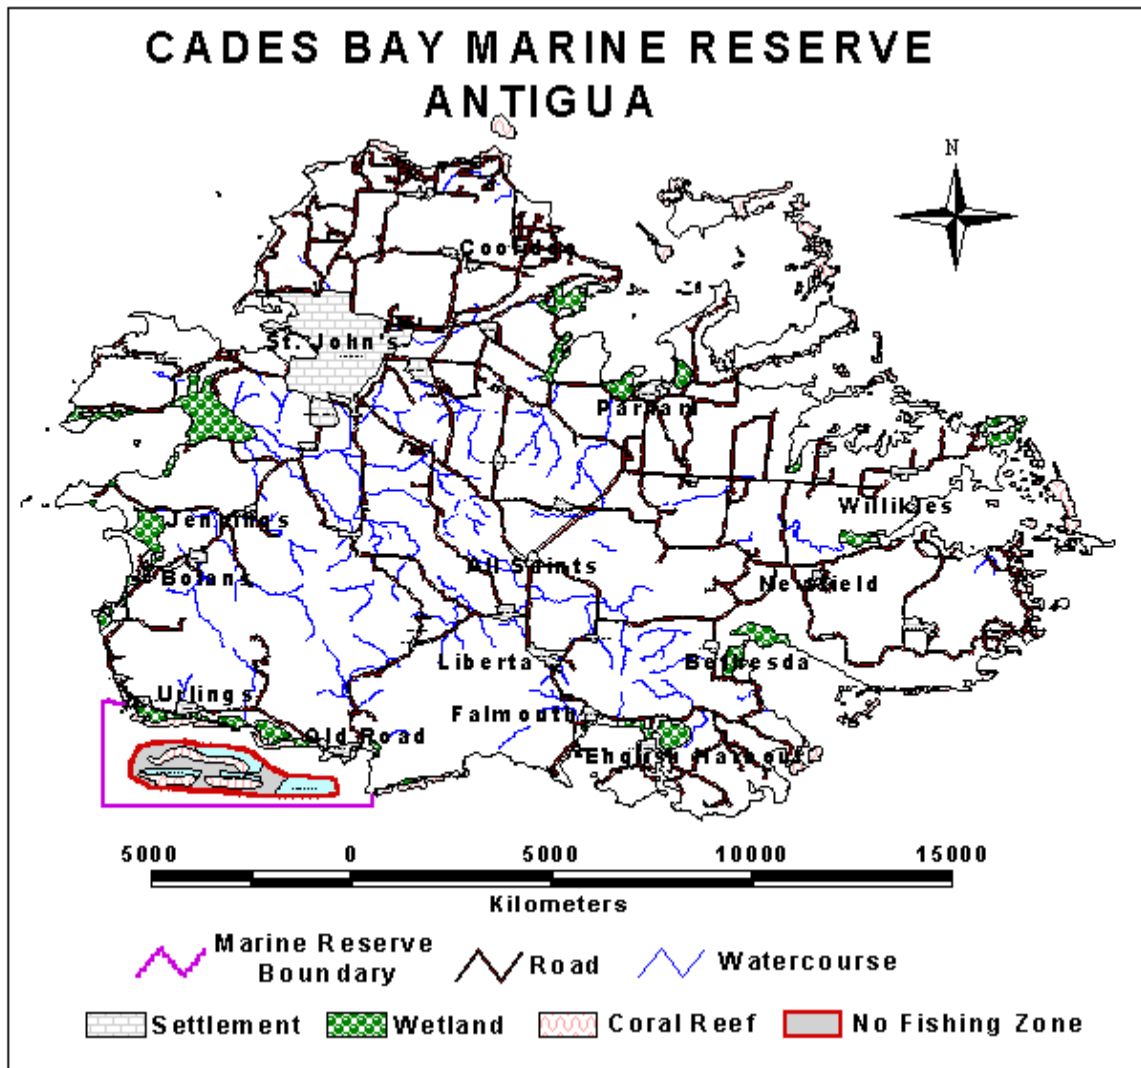 CADES BAY MARINE RESERVE
ANTIGUA
N
Coolidge
St. John's
Parham
Willikies
Jennings
All Saints
Bolans
Newfield
Liberta
Bethesda
Urlings
Falmouth
Old Road
English Harbour
5000 0 5000 10000 15000
Kilometers
Marine Reserve
Boundary
Road
Watercourse
Settlement
Wetland
Coral Reef
No Fishing Zone